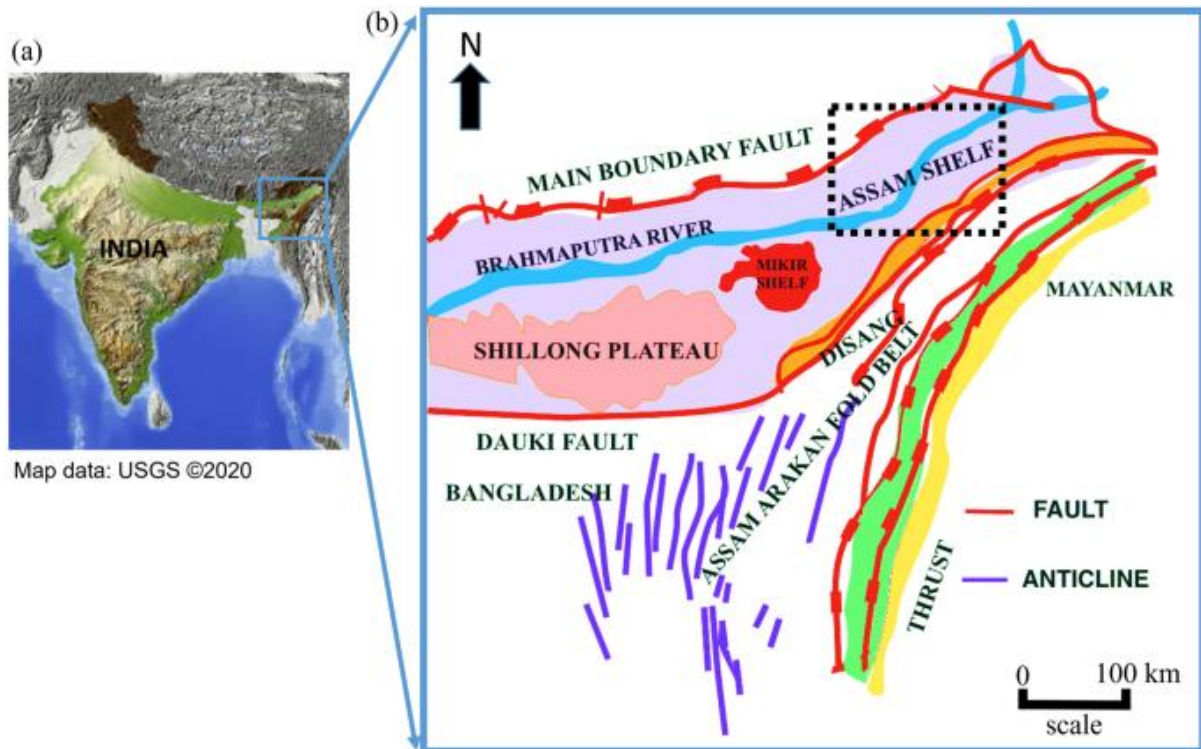 (a)
INDIA
Map data: USGS ©2020
(b)
N
MAIN BOUNDARY FAULT
ASSAM SHELF
BRAHMAPUTRA RIVER
MIKIR
SHELF
MAYANMAR
SHILLONG PLATEAU
DISANG
ASSAM ARAKAN FOLD BELT
DAUKI FAULT
BANGLADESH
FAULT
ANTICLINE
THRUST
0 100 km
scale